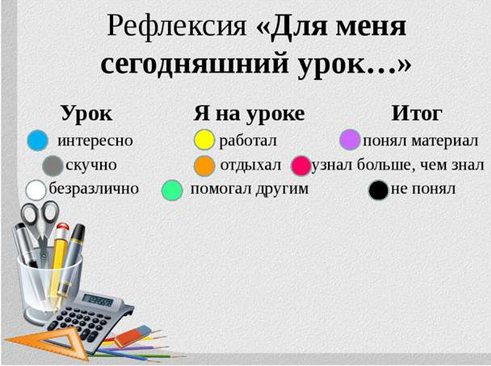 Рефлексия «Для меня
сегодняшний урок…»
Урок Я на уроке Итог
интересно работал понял материал
скучно отдыхал узнал больше, чем знал
безразлично помогал другим не понял